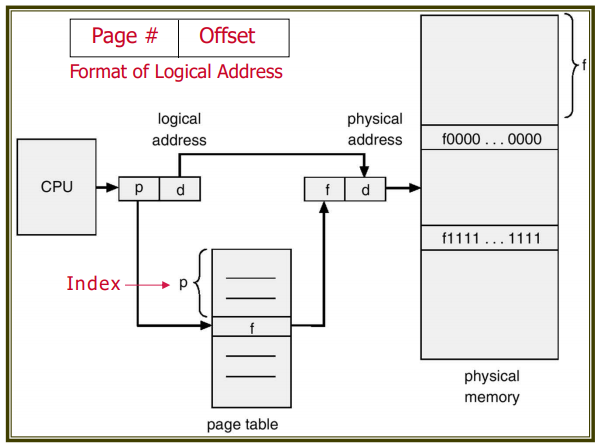 Page # Offset
Format of Logical Address
logical
address
physical
address
f
f0000 . . . 0000
CPU
p d
f d
f1111 . . . 1111
Index
p
f
page table
physical
memory